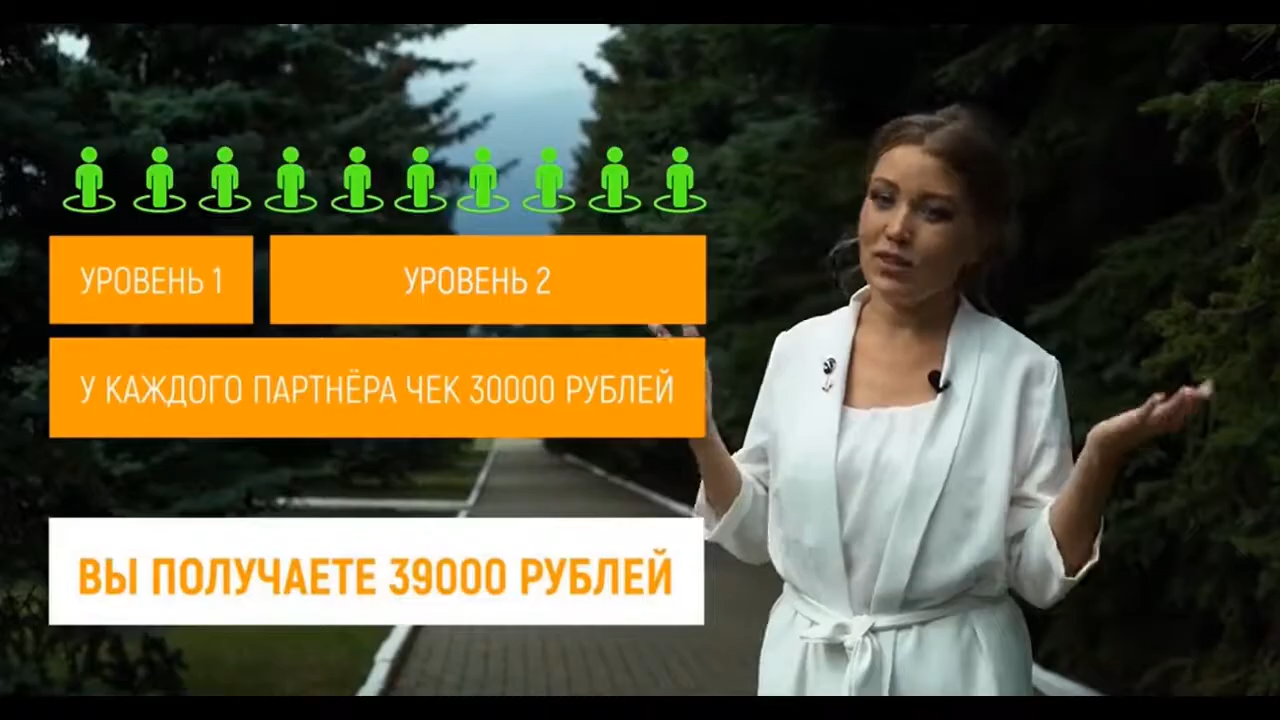 УРОВЕНЬ 1
УРОВЕНЬ 2
У КАЖДОГО ПАРТНЁРА ЧЕК 30000 РУБЛЕЙ
ВЫ ПОЛУЧАЕТЕ 39000 РУБЛЕЙ